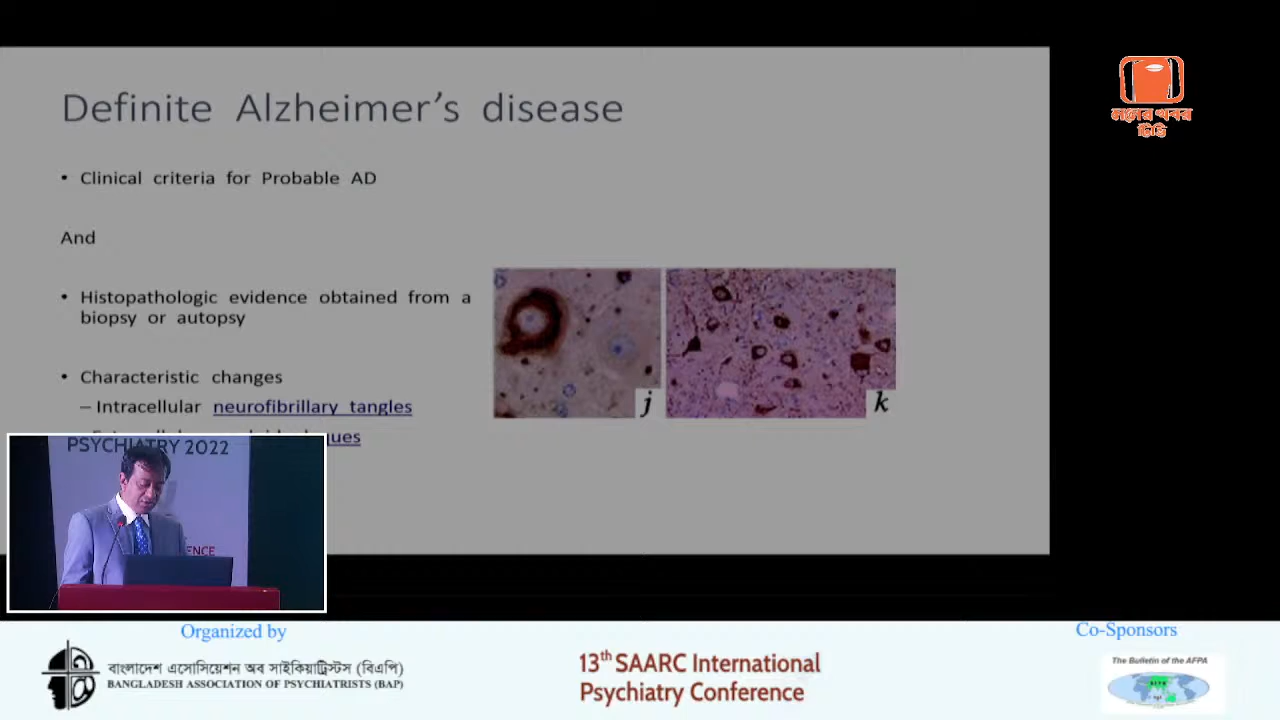 Definite Alzheimer's disease
• Clinical criteria for Probable AD
And
• Histopathologic evidence obtained from a
biopsy or autopsy
• Characteristic changes
– Intracellular neurofibrillary tangles
j
k
PSYCHIATRY 2022
মনের খবর
টিভি
Organized by
বাংলাদেশ এসোসিয়েশন অব সাইকিয়াট্রিস্টস (বিএপি)
BANGLADESH ASSOCIATION OF PSYCHIATRISTS (BAP)
13th SAARC International
Psychiatry Conference
Co-Sponsors
The Bulletin of the AFPA